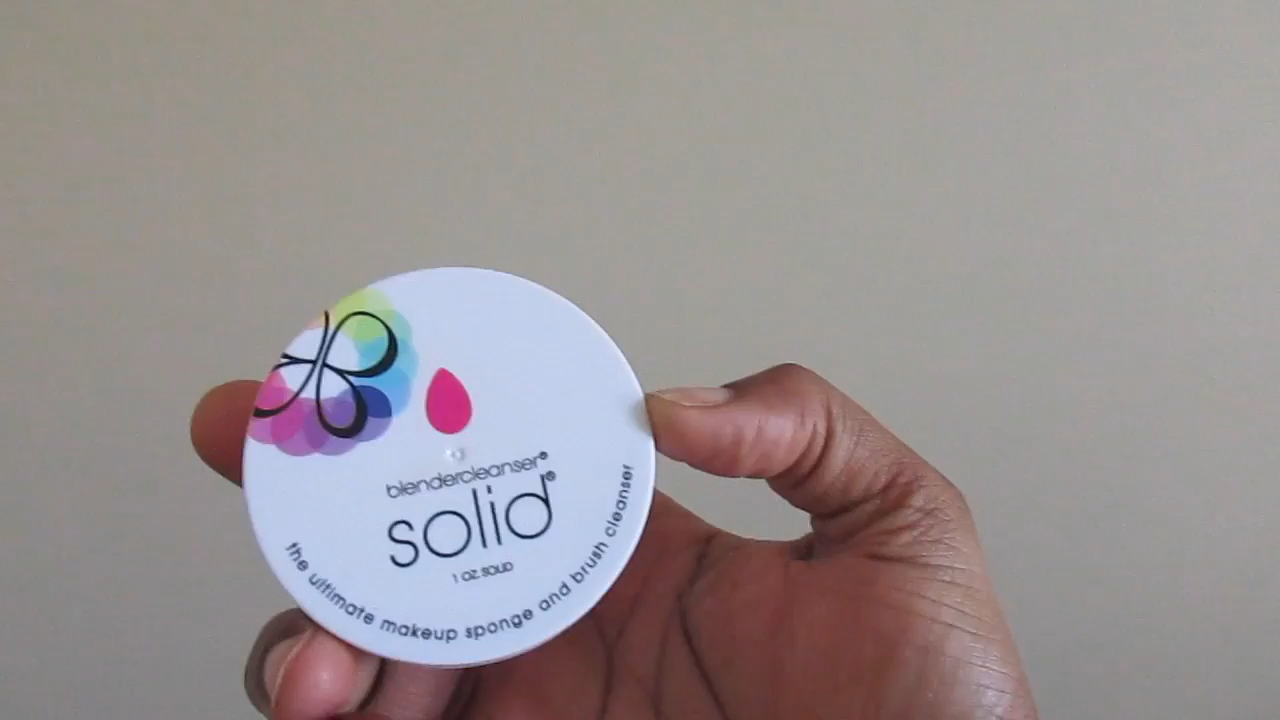 blendercleanser®
solid®
1 OZ. SOLID
the ultimate makeup sponge and brush cleanser